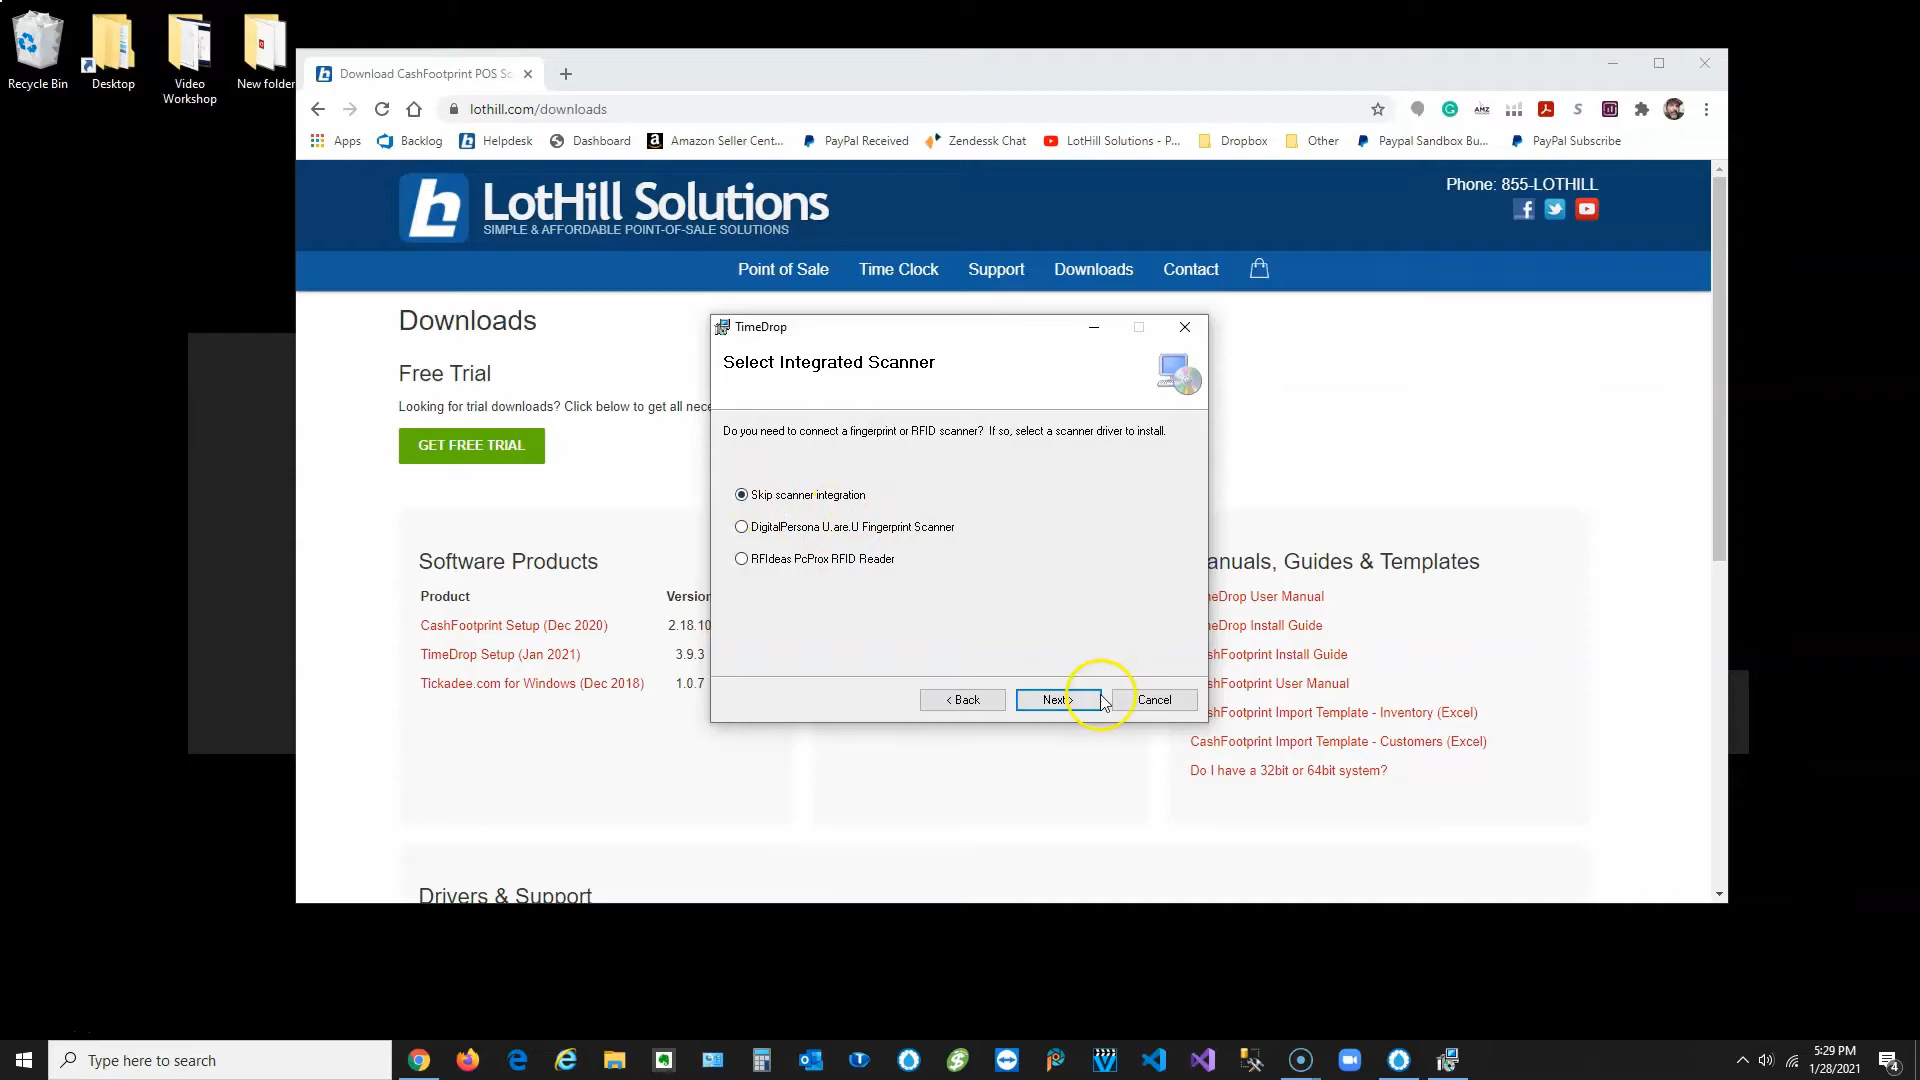 Recycle Bin
Desktop
Video Workshop
New folder
Download CashFootprint POS So
lothill.com/downloads
Apps
Backlog
Helpdesk
Dashboard
Amazon Seller Cent...
PayPal Received
Zendessk Chat
LotHill Solutions - P...
Dropbox
Other
Paypal Sandbox Bu...
PayPal Subscribe
LotHill Solutions
SIMPLE & AFFORDABLE POINT-OF-SALE SOLUTIONS
Phone: 855-LOTHILL
Point of Sale
Time Clock
Support
Downloads
Contact
Downloads
Free Trial
Looking for trial downloads? Click below to get all nece
GET FREE TRIAL
Software Products
Product Version
CashFootprint Setup (Dec 2020) 2.18.10
TimeDrop Setup (Jan 2021) 3.9.3
Tickadee.com for Windows (Dec 2018) 1.0.7
Drivers & Support
TimeDrop
Select Integrated Scanner
Do you need to connect a fingerprint or RFID scanner? If so, select a scanner driver to install.
Skip scanner integration
DigitalPersona U.are.U Fingerprint Scanner
RFIdeas PcProx RFID Reader
< Back
Next >
Cancel
anuals, Guides & Templates
neDrop User Manual
neDrop Install Guide
shFootprint Install Guide
shFootprint User Manual
CashFootprint Import Template - Inventory (Excel)
CashFootprint Import Template - Customers (Excel)
Do I have a 32bit or 64bit system?
Type here to search
5:29 PM
1/28/2021
4